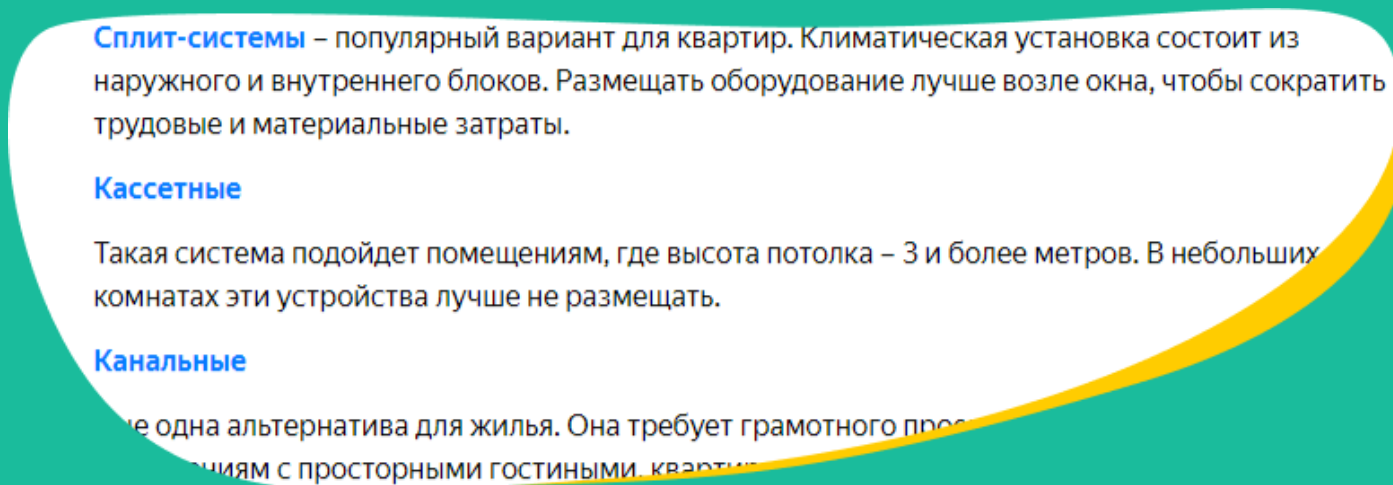 Сплит-системы – популярный вариант для квартир. Климатическая установка состоит из
наружного и внутреннего блоков. Размещать оборудование лучше возле окна, чтобы сократить
трудовые и материальные затраты.
Кассетные
Такая система подойдет помещениям, где высота потолка – 3 и более метров. В небольших
комнатах эти устройства лучше не размещать.
Канальные
одна альтернатива для жилья. Она требует грамотного
с просторными гостиными,